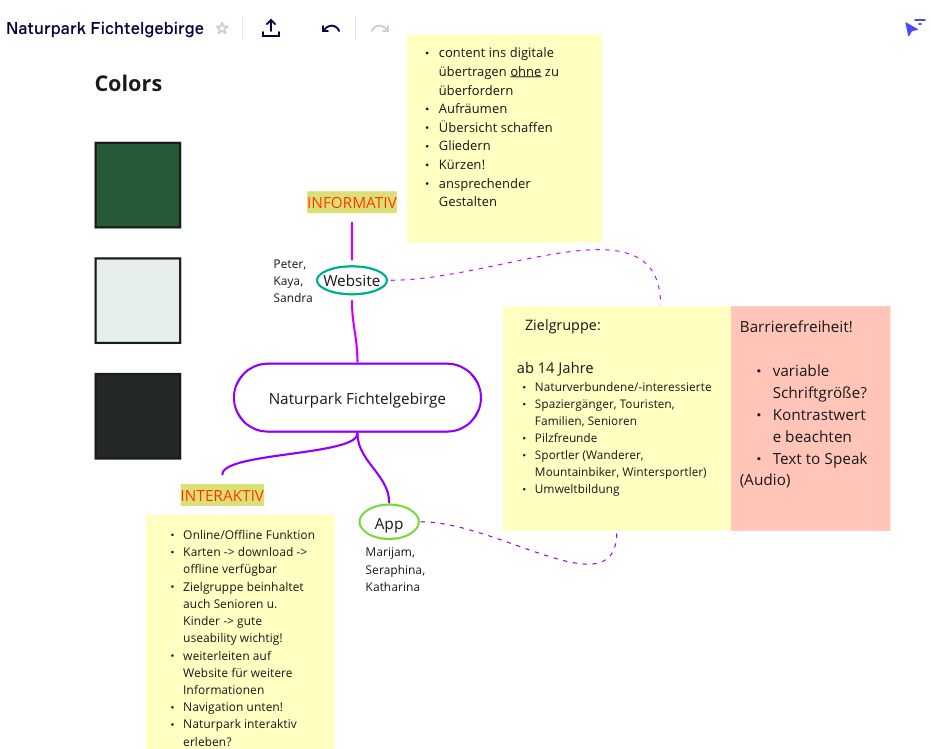 Naturpark Fichtelgebirge
Colors
• content ins digitale
übertragen ohne zu
überfordern
• Aufräumen
• Übersicht schaffen
• Gliedern
• Kürzen!
• ansprechender
Gestalten
INFORMATIV
Peter,
Kaya,
Sandra
Website
Zielgruppe:
ab 14 Jahre
• Naturverbundene/-interessierte
• Spaziergänger, Touristen,
Familien, Senioren
• Pilzfreunde
• Sportler (Wanderer,
Mountainbiker, Wintersportler)
• Umweltbildung
Barrierefreiheit!
• variable
Schriftgröße?
• Kontrastwert
e beachten
• Text to Speak
(Audio)
Naturpark Fichtelgebirge
INTERAKTIV
• Online/Offline Funktion
• Karten -> download ->
offline verfügbar
• Zielgruppe beinhaltet
auch Senioren u.
Kinder -> gute
useability wichtig!
• weiterleiten auf
Website für weitere
Informationen
• Navigation unten!
• Naturpark interaktiv
erleben?
App
Marijam,
Seraphina,
Katharina